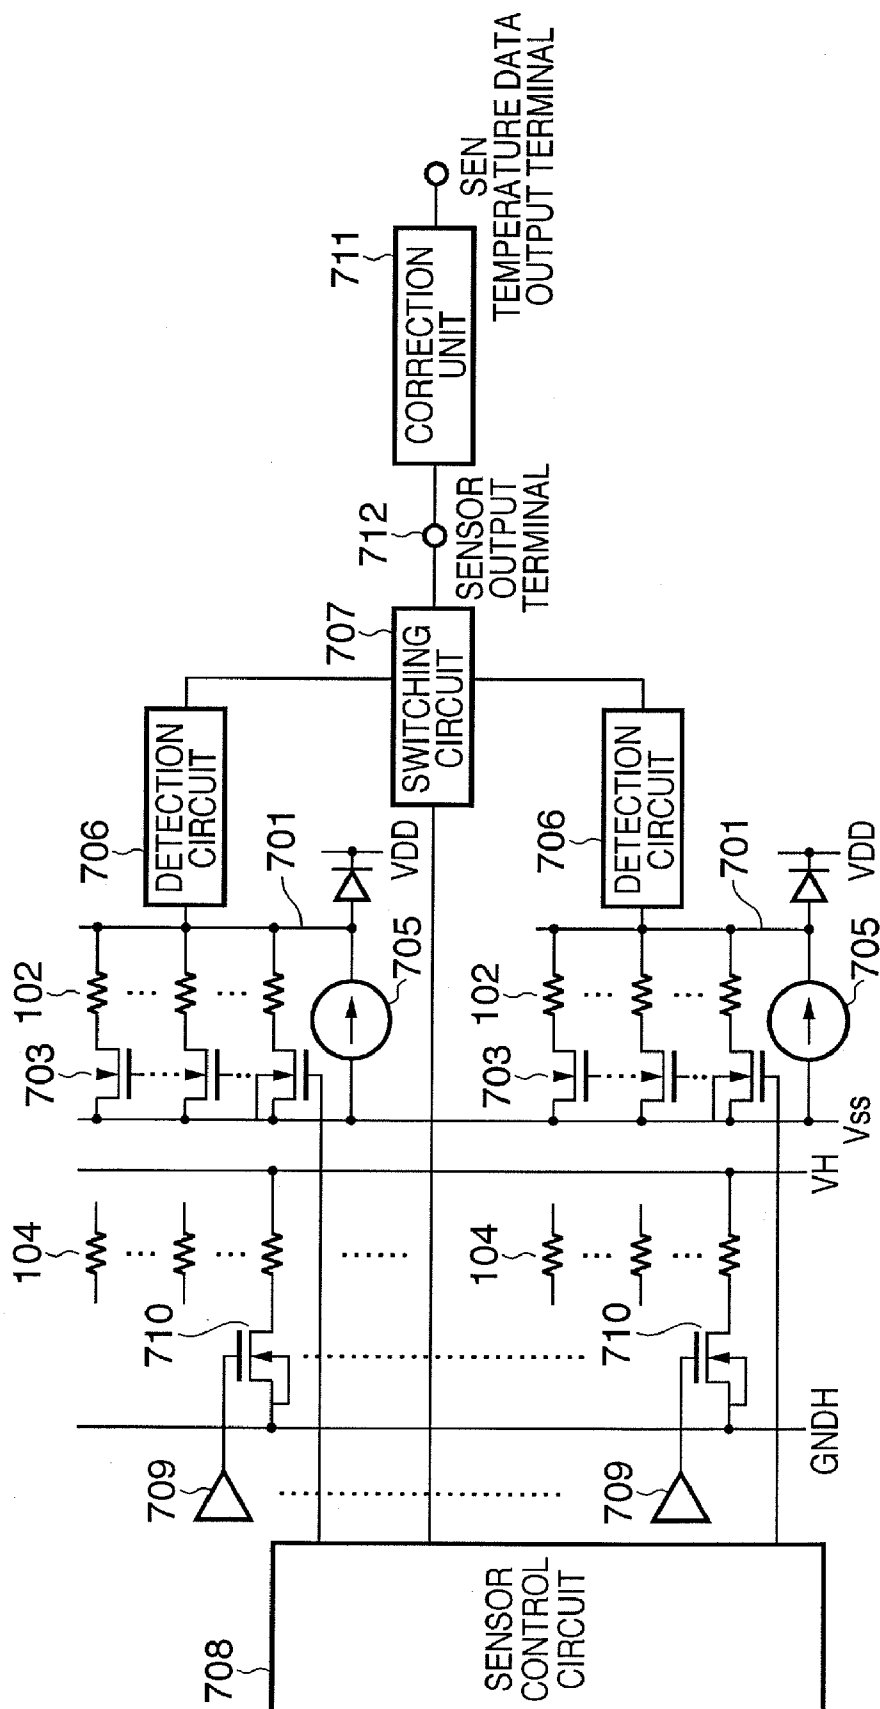 708
SENSOR
CONTROL
CIRCUIT
709
709
GNDH
710
710
104
104
VH
Vss
703
703
102
102
705
705
701
701
VDD
VDD
706
DETECTION
CIRCUIT
706
DETECTION
CIRCUIT
707
SWITCHING
CIRCUIT
712
SENSOR
OUTPUT
TERMINAL
711
CORRECTION
UNIT
SEN
TEMPERATURE DATA
OUTPUT TERMINAL